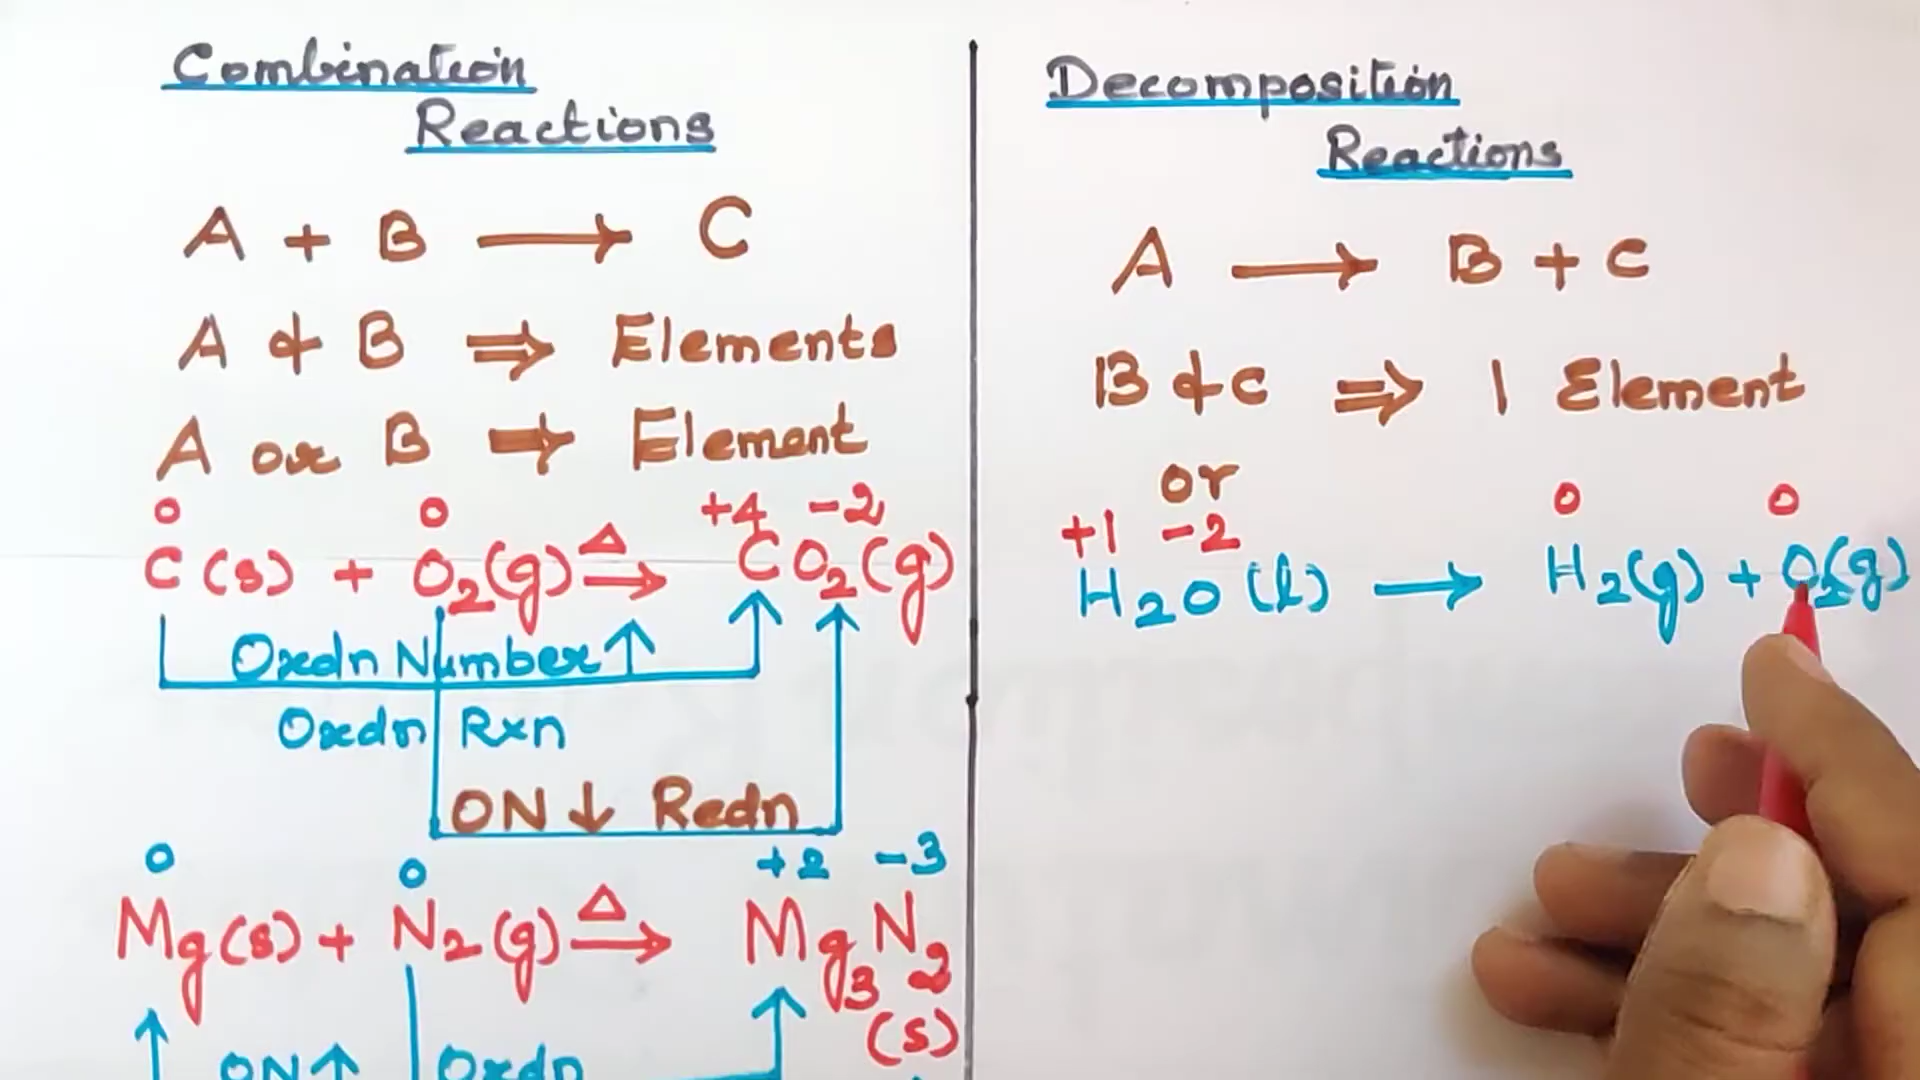 Combination
Reactions
A + B ⟶ C
A & B ⇒ Elements
A or B ⇒ Element
0 0 +4 -2
C (s) + O2 (g) Δ→ CO2 (g)
Oxdn Number ↑
Oxdn Rxn
ON ↓ Redn
0 0 +2 -3
Mg (s) + N2 (g) Δ→ Mg3N2
(s)
ON ↑ Oxdn
Decomposition
Reactions
A ⟶ B + C
B & C ⇒ 1 Element
or
+1 -2 0 0
H2O (l) ⟶ H2(g) + O2(g)